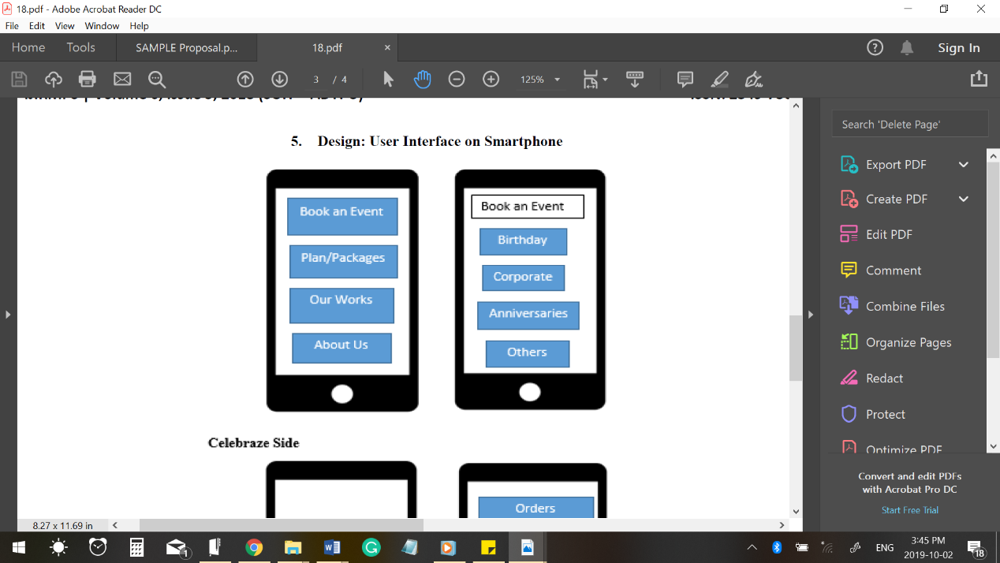 18.pdf - Adobe Acrobat Reader DC
File Edit View Window Help
Home Tools SAMPLE Proposal.p... 18.pdf × Sign In
3 / 4 125%
5. Design: User Interface on Smartphone
Book an Event
Plan/Packages
Our Works
About Us
Book an Event
Birthday
Corporate
Anniversaries
Others
Celebraze Side
Orders
8.27 x 11.69 in
Search 'Delete Page'
Export PDF
Create PDF
Edit PDF
Comment
Combine Files
Organize Pages
Redact
Protect
Optimize PDF
Convert and edit PDFs
with Acrobat Pro DC
Start Free Trial
1
ENG
3:45 PM
2019-10-02
18